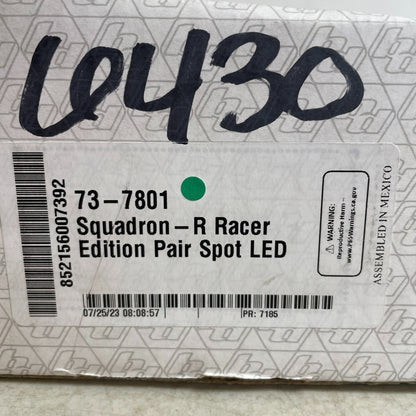 6430
73-7801
Squadron-R Racer
Edition Pair Spot LED
852156007392
07/25/23 08:08:57
PR: 7185
⚠ WARNING:
Reproductive Harm -
www.P65Warnings.ca.gov
ASSEMBLED IN MEXICO